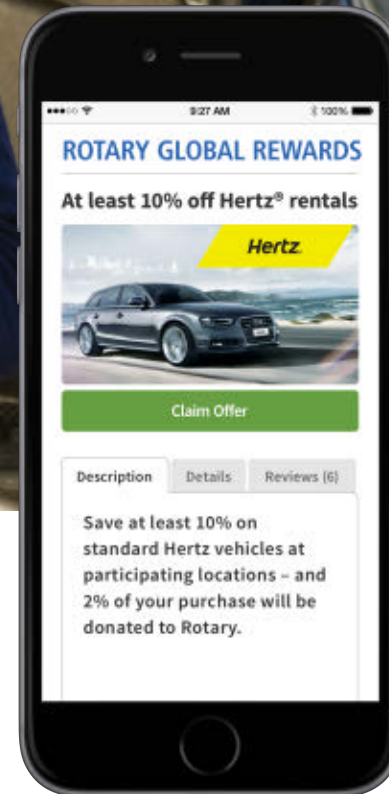 9:27 AM
100%
ROTARY GLOBAL REWARDS
At least 10% off Hertz® rentals
Hertz
Claim Offer
Description Details Reviews (6)
Save at least 10% on
standard Hertz vehicles at
participating locations – and
2% of your purchase will be
donated to Rotary.